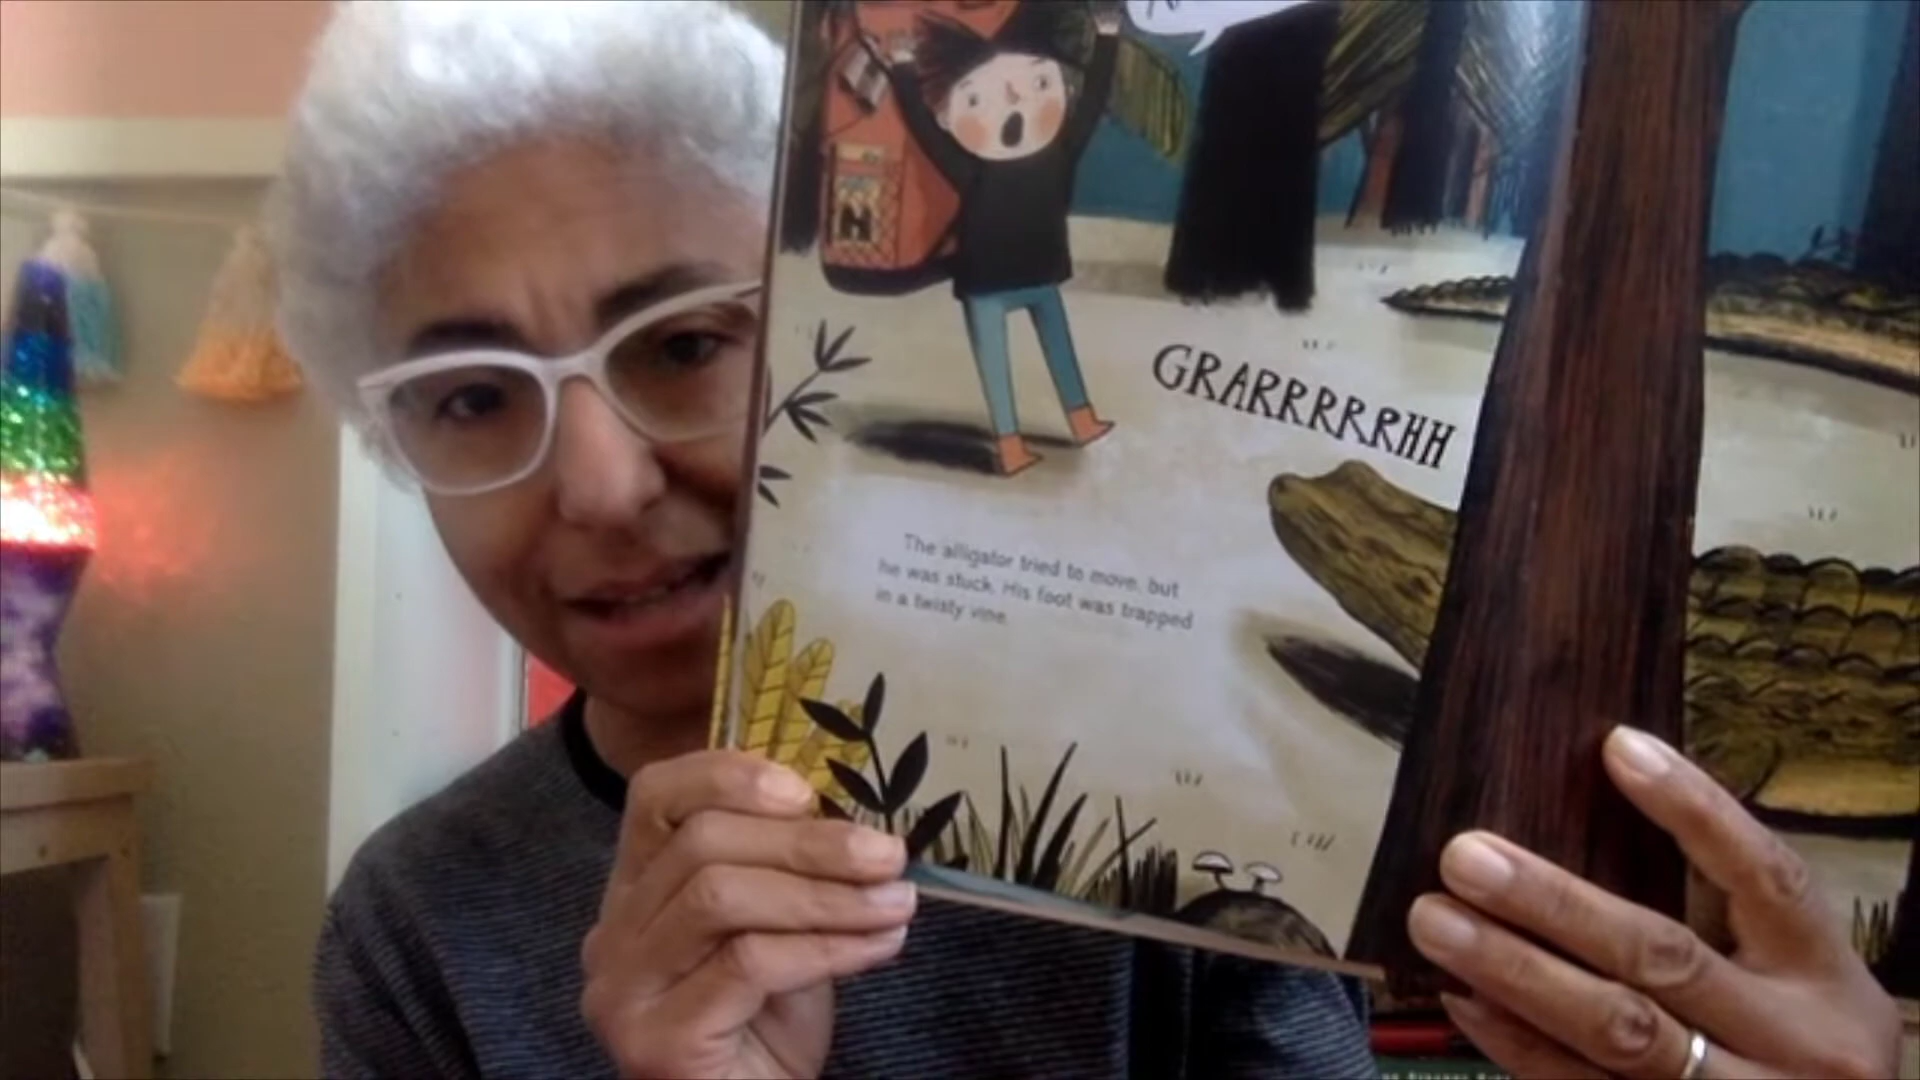 GRARRRRRHH
The alligator tried to move, but
he was stuck. His foot was trapped
in a twisty vine.